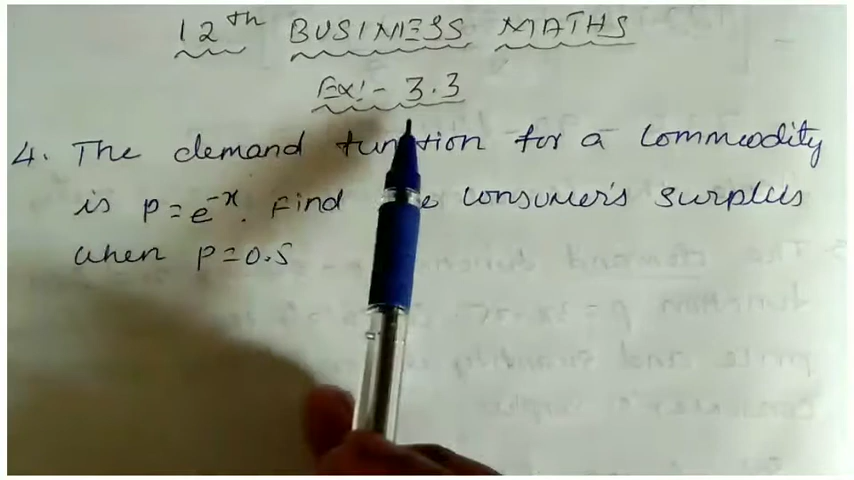 12th BUSINESS MATHS
Ex:- 3.3
4. The demand function for a commodity
is p=e^-x. Find consumer's surplus
when p=0.5